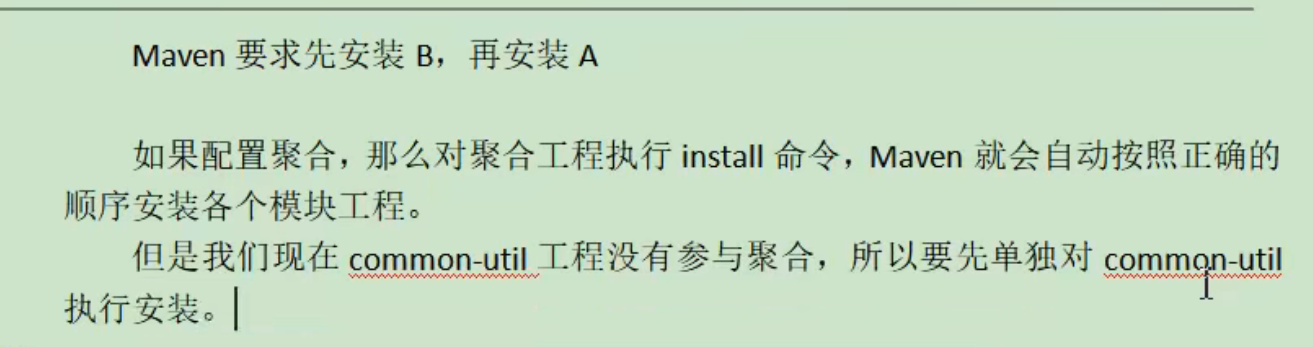 Maven 要求先安装 B，再安装 A
如果配置聚合，那么对聚合工程执行 install 命令，Maven 就会自动按照正确的
顺序安装各个模块工程。
但是我们现在 common-util 工程没有参与聚合，所以要先单独对 common-util
执行安装。